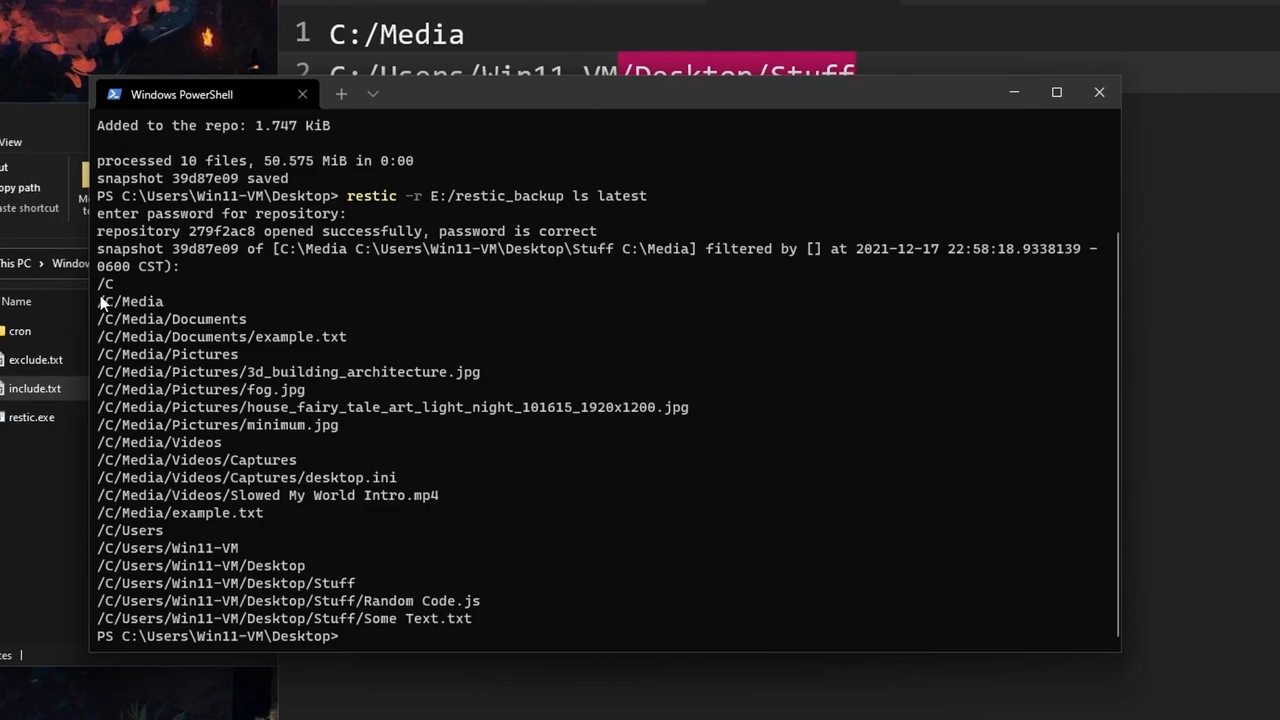 1 C:/Media
2 C:/Users/Win11-VM/Desktop/Stuff
Windows PowerShell
Added to the repo: 1.747 KiB
processed 10 files, 50.575 MiB in 0:00
snapshot 39d87e09 saved
PS C:\Users\Win11-VM\Desktop> restic -r E:/restic_backup ls latest
enter password for repository:
repository 279f2ac8 opened successfully, password is correct
snapshot 39d87e09 of [C:\Media C:\Users\Win11-VM\Desktop\Stuff C:\Media] filtered by [] at 2021-12-17 22:58:18.9338139 -
0600 CST):
/C
/C/Media
/C/Media/Documents
/C/Media/Documents/example.txt
/C/Media/Pictures
/C/Media/Pictures/3d_building_architecture.jpg
/C/Media/Pictures/fog.jpg
/C/Media/Pictures/house_fairy_tale_art_light_night_101615_1920x1200.jpg
/C/Media/Pictures/minimum.jpg
/C/Media/Videos
/C/Media/Videos/Captures
/C/Media/Videos/Captures/desktop.ini
/C/Media/Videos/Slowed My World Intro.mp4
/C/Media/example.txt
/C/Users
/C/Users/Win11-VM
/C/Users/Win11-VM/Desktop
/C/Users/Win11-VM/Desktop/Stuff
/C/Users/Win11-VM/Desktop/Stuff/Random Code.js
/C/Users/Win11-VM/Desktop/Stuff/Some Text.txt
PS C:\Users\Win11-VM\Desktop>
View
path
shortcut
PC > Window
Name
cron
exclude.txt
include.txt
restic.exe